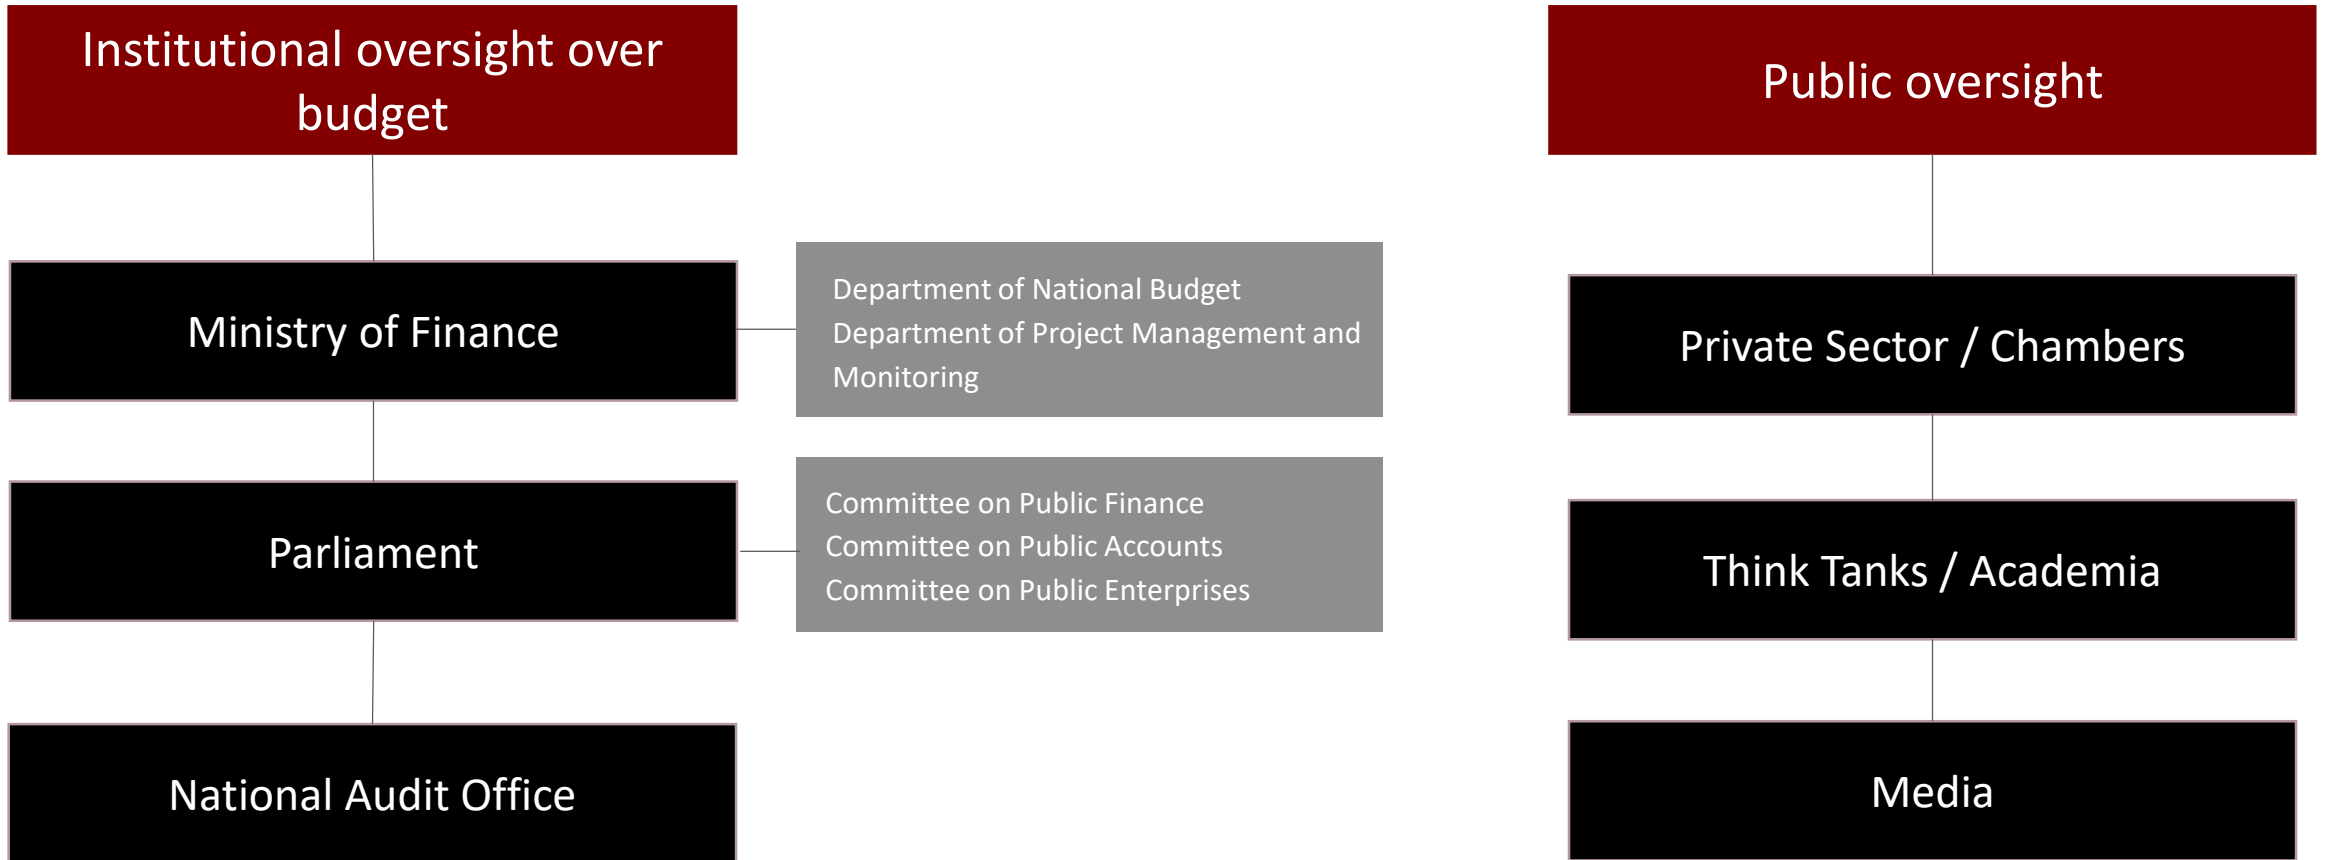 Institutional oversight over
budget
Ministry of Finance
Department of National Budget
Department of Project Management and
Monitoring
Parliament
Committee on Public Finance
Committee on Public Accounts
Committee on Public Enterprises
National Audit Office
Public oversight
Private Sector / Chambers
Think Tanks / Academia
Media